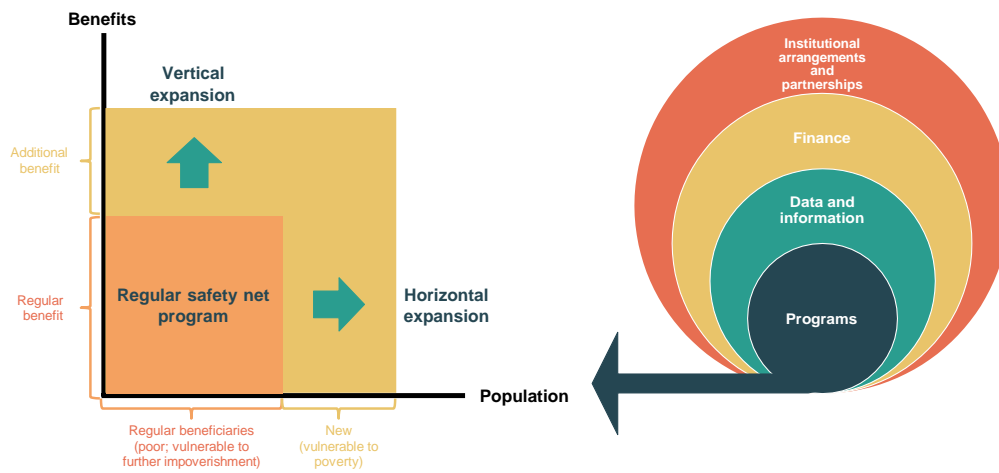 Benefits
Vertical
expansion
Additional
benefit
Regular
benefit
Regular safety net
program
Horizontal
expansion
Population
Regular beneficiaries
(poor; vulnerable to
further impoverishment)
New
(vulnerable to
poverty)
Institutional
arrangements
and
partnerships
Finance
Data and
information
Programs